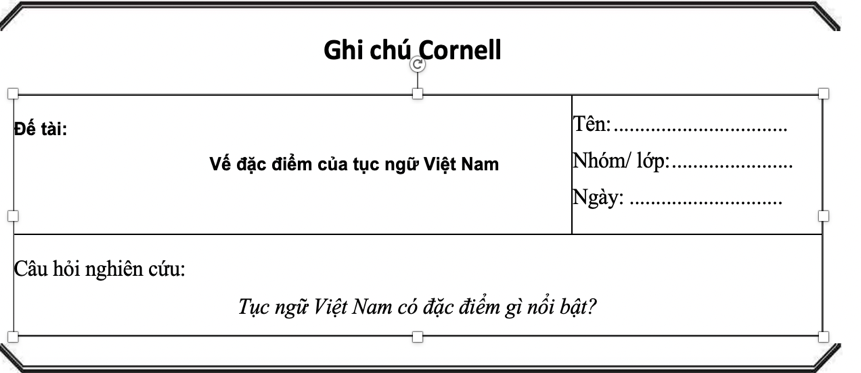 Ghi chú Cornell
Đế tài:
Vế đặc điểm của tục ngữ Việt Nam
Tên:.................................
Nhóm/ lớp:.......................
Ngày: .............................
Câu hỏi nghiên cứu:
Tục ngữ Việt Nam có đặc điểm gì nổi bật?